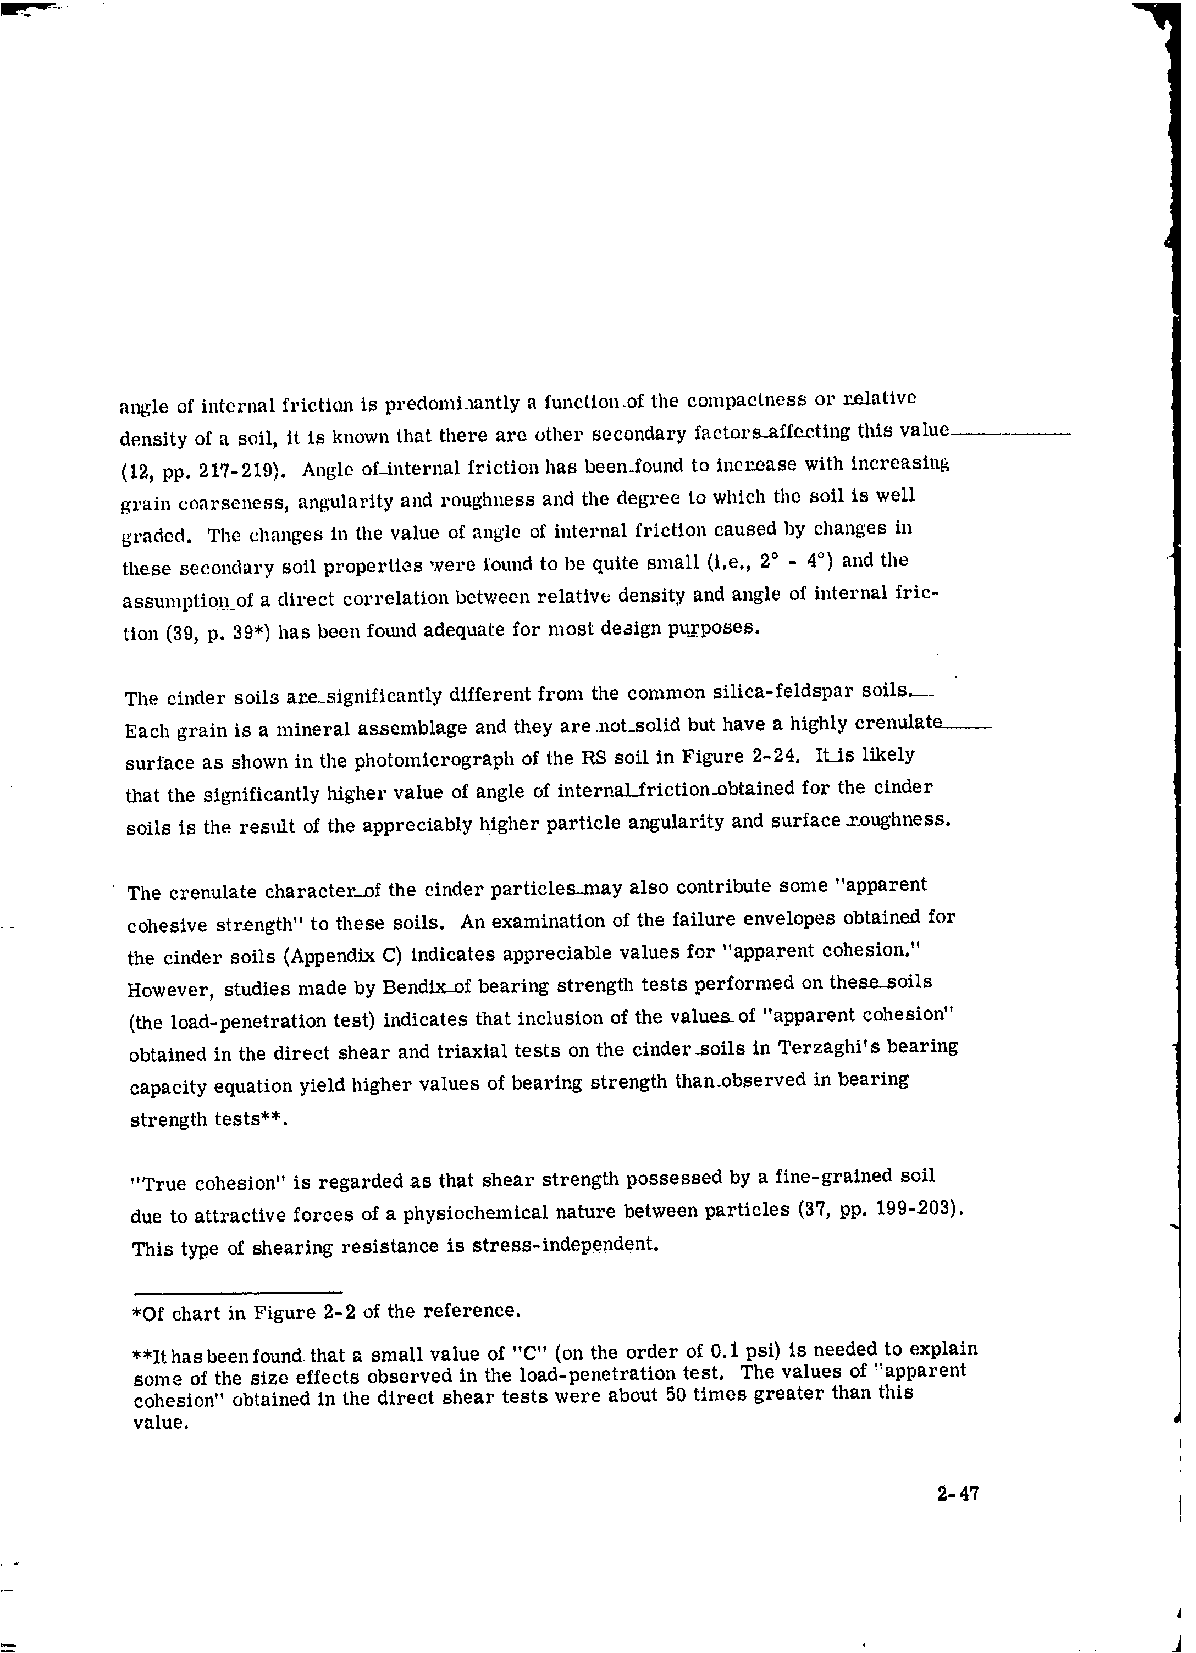 angle of internal friction is predominantly a function of the compactness or relative
density of a soil, it is known that there are other secondary factors affecting this value
(12, pp. 217-219). Angle of internal friction has been found to increase with increasing
grain coarseness, angularity and roughness and the degree to which the soil is well
graded. The changes in the value of angle of internal friction caused by changes in
these secondary soil properties were found to be quite small (i.e., 2° - 4°) and the
assumption of a direct correlation between relative density and angle of internal fric-
tion (39, p. 39*) has been found adequate for most design purposes.
The cinder soils are significantly different from the common silica-feldspar soils.
Each grain is a mineral assemblage and they are not solid but have a highly crenulate
surface as shown in the photomicrograph of the RS soil in Figure 2-24. It is likely
that the significantly higher value of angle of internal friction obtained for the cinder
soils is the result of the appreciably higher particle angularity and surface roughness.
The crenulate character of the cinder particles may also contribute some "apparent
cohesive strength" to these soils. An examination of the failure envelopes obtained for
the cinder soils (Appendix C) indicates appreciable values for "apparent cohesion."
However, studies made by Bendix of bearing strength tests performed on these soils
(the load-penetration test) indicates that inclusion of the values of "apparent cohesion"
obtained in the direct shear and triaxial tests on the cinder soils in Terzaghi's bearing
capacity equation yield higher values of bearing strength than observed in bearing
strength tests**.
"True cohesion" is regarded as that shear strength possessed by a fine-grained soil
due to attractive forces of a physiochemical nature between particles (37, pp. 199-203).
This type of shearing resistance is stress-independent.
*Of chart in Figure 2-2 of the reference.
**It has been found that a small value of "C" (on the order of 0.1 psi) is needed to explain
some of the size effects observed in the load-penetration test. The values of "apparent
cohesion" obtained in the direct shear tests were about 50 times greater than this
value.
2-47